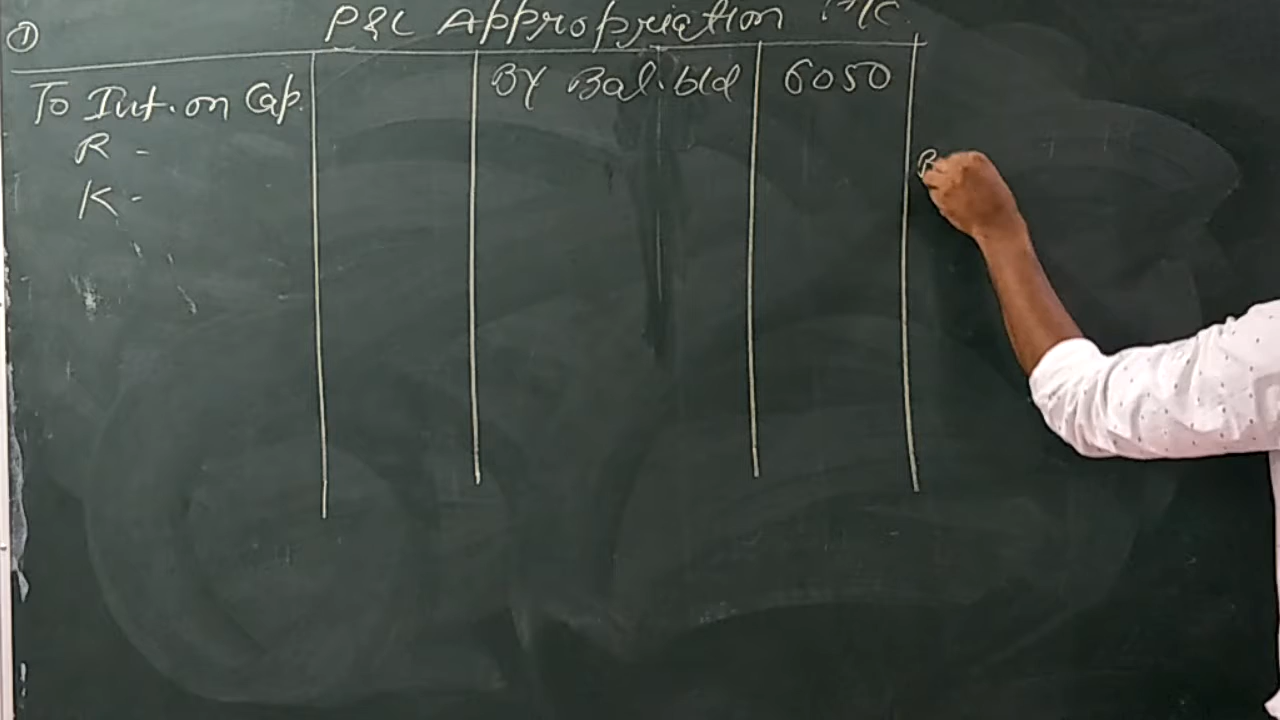 ①
P&L Appropriation A/C.
To Int. on Cap.
R -
K -
By Bal. b/d
6050
R